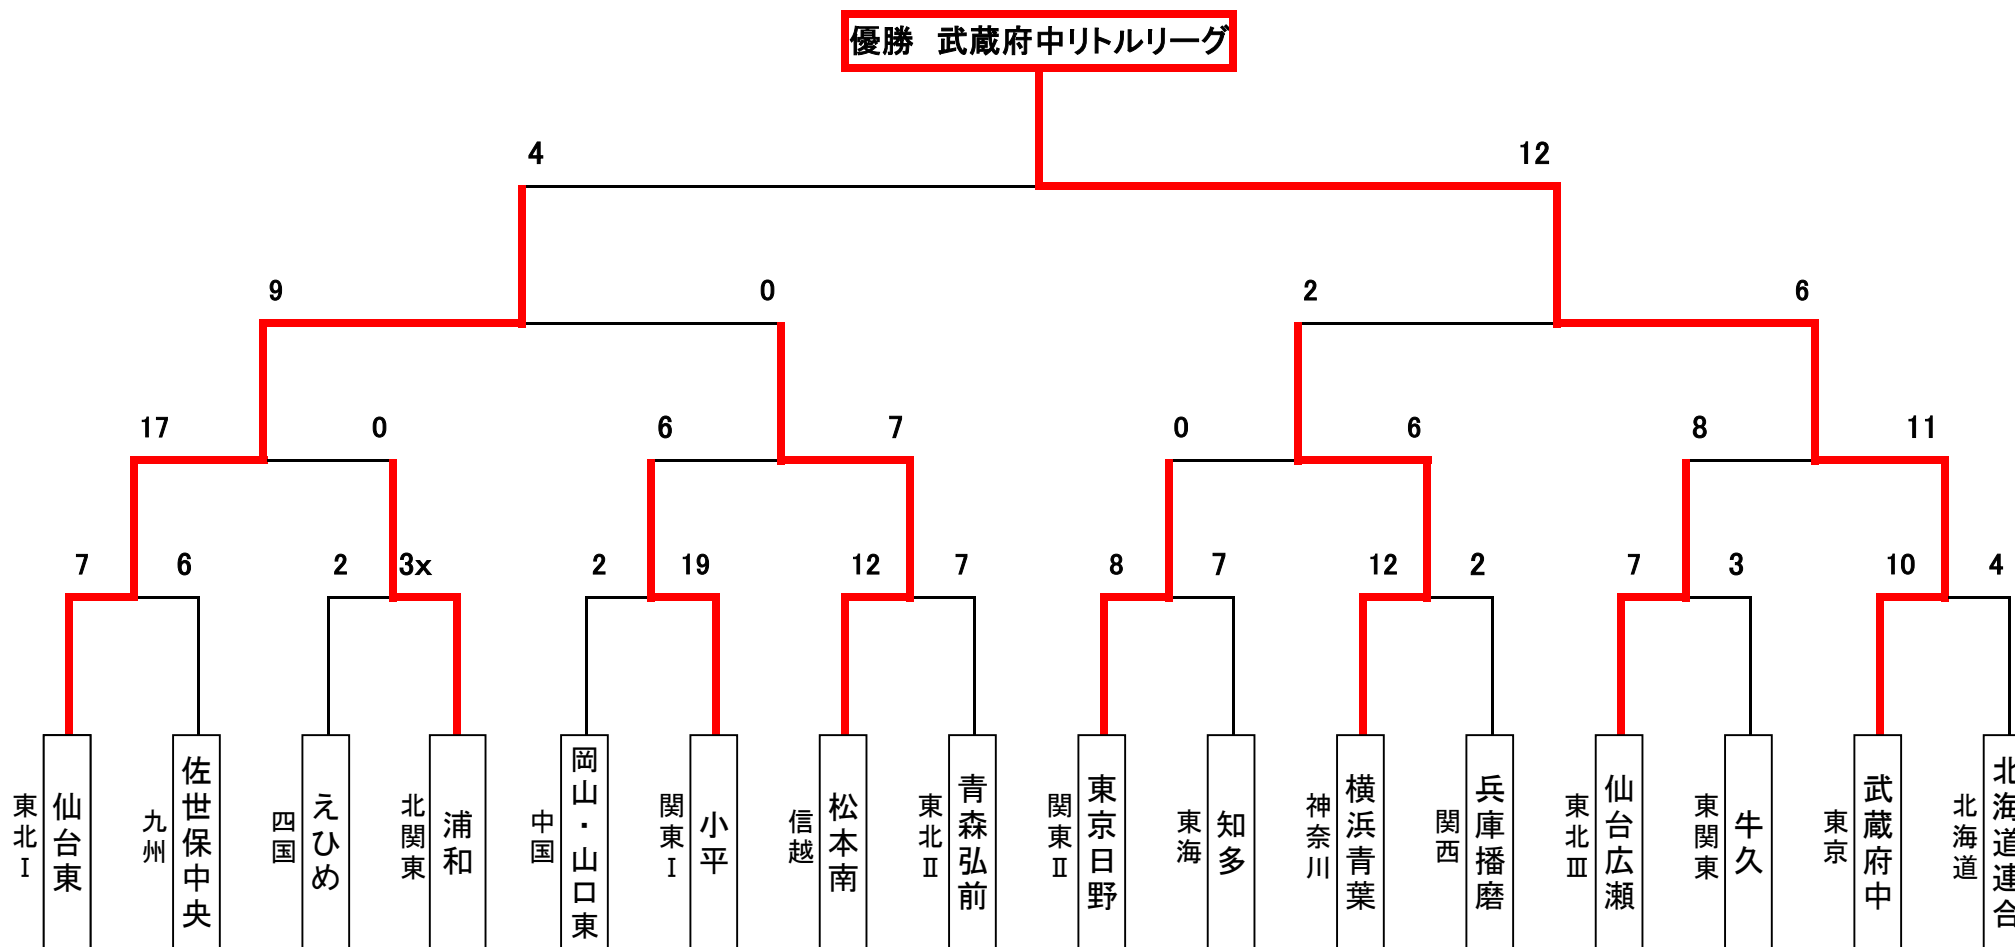 優勝 武蔵府中リトルリーグ
4
12
9
0
2
6
17
0
6
7
0
6
8
11
7
6
2
3x
2
19
12
7
8
7
12
2
7
3
10
4
東北Ⅰ
仙台東
九州
佐世保中央
四国
えひめ
北関東
浦和
中国
岡山・山口東
関東Ⅰ
小平
信越
松本南
東北Ⅱ
青森弘前
関東Ⅱ
東京日野
東海
知多
神奈川
横浜青葉
関西
兵庫播磨
東北Ⅲ
仙台広瀬
東関東
牛久
東京
武蔵府中
北海道
北海道連合